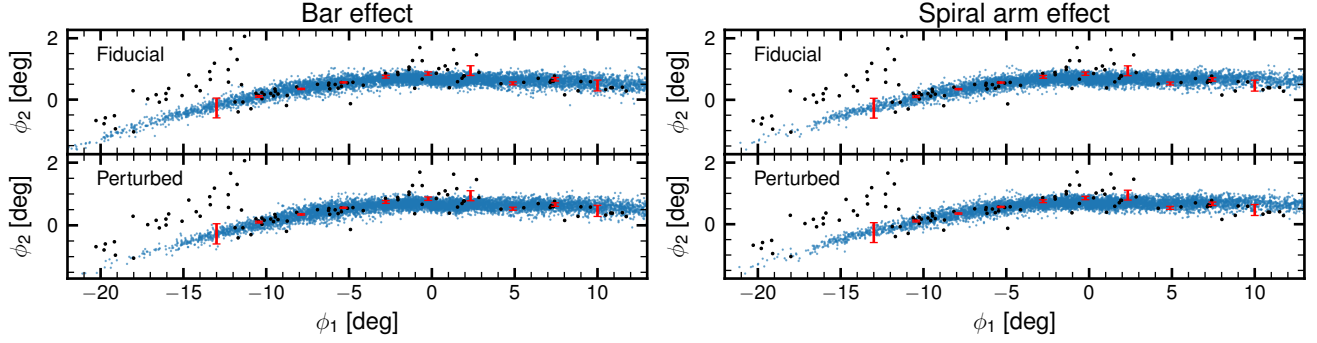 Bar effect
Spiral arm effect
Fiducial
Fiducial
2
0
2
0
ϕ₂ [deg]
ϕ₂ [deg]
Perturbed
Perturbed
2
0
2
0
ϕ₂ [deg]
ϕ₂ [deg]
−20 −15 −10 −5 0 5 10
−20 −15 −10 −5 0 5 10
ϕ₁ [deg]
ϕ₁ [deg]